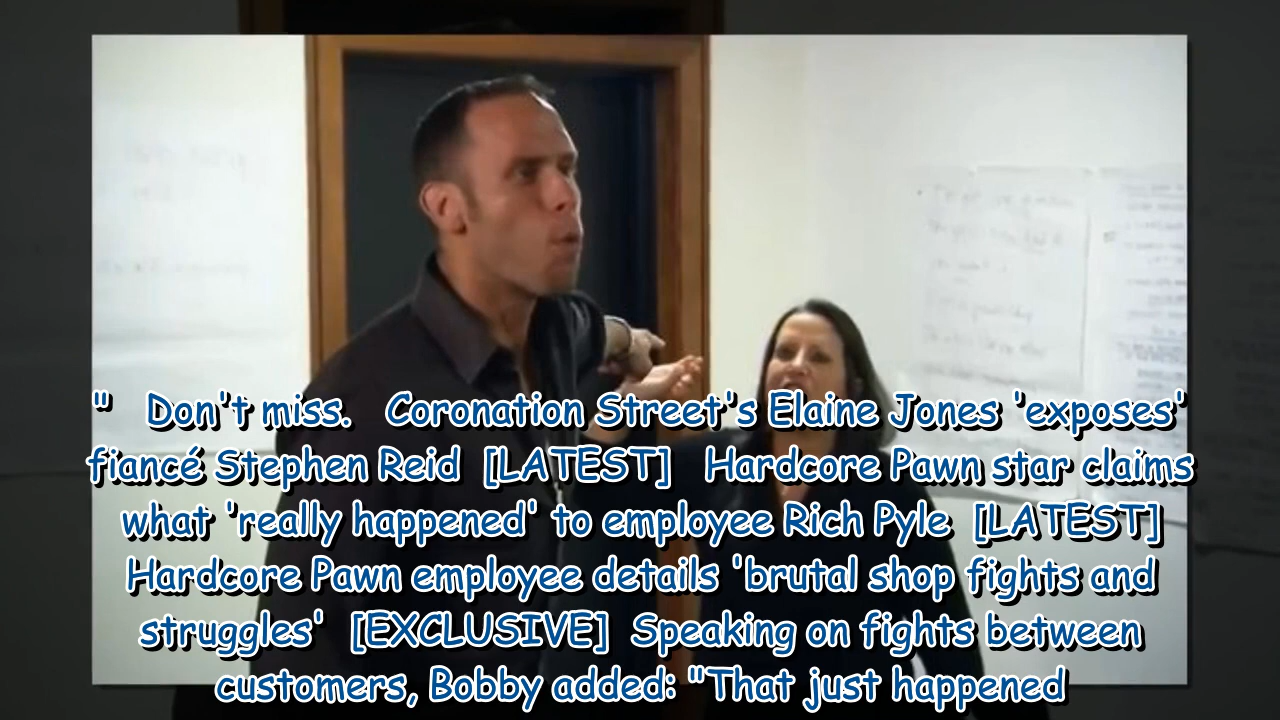 " Don't miss. Coronation Street's Elaine Jones 'exposes'
fiancé Stephen Reid [LATEST] Hardcore Pawn star claims
what 'really happened' to employee Rich Pyle [LATEST]
Hardcore Pawn employee details 'brutal shop fights and
struggles' [EXCLUSIVE] Speaking on fights between
customers, Bobby added: "That just happened